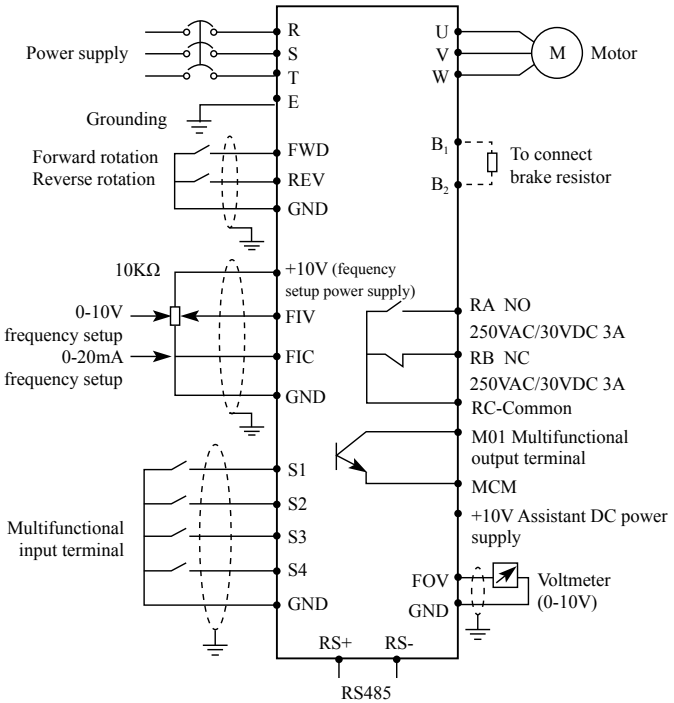 Power supply
R
S
T
E
Grounding
Forward rotation
Reverse rotation
FWD
REV
GND
10KΩ
+10V (fequency
setup power supply)
0-10V
frequency setup
FIV
0-20mA
frequency setup
FIC
GND
Multifunctional
input terminal
S1
S2
S3
S4
GND
U
V
W
M
Motor
B1
B2
To connect
brake resistor
RA NO
250VAC/30VDC 3A
RB NC
250VAC/30VDC 3A
RC-Common
M01 Multifunctional
output terminal
MCM
+10V Assistant DC power
supply
FOV
GND
Voltmeter
(0-10V)
RS+
RS-
RS485